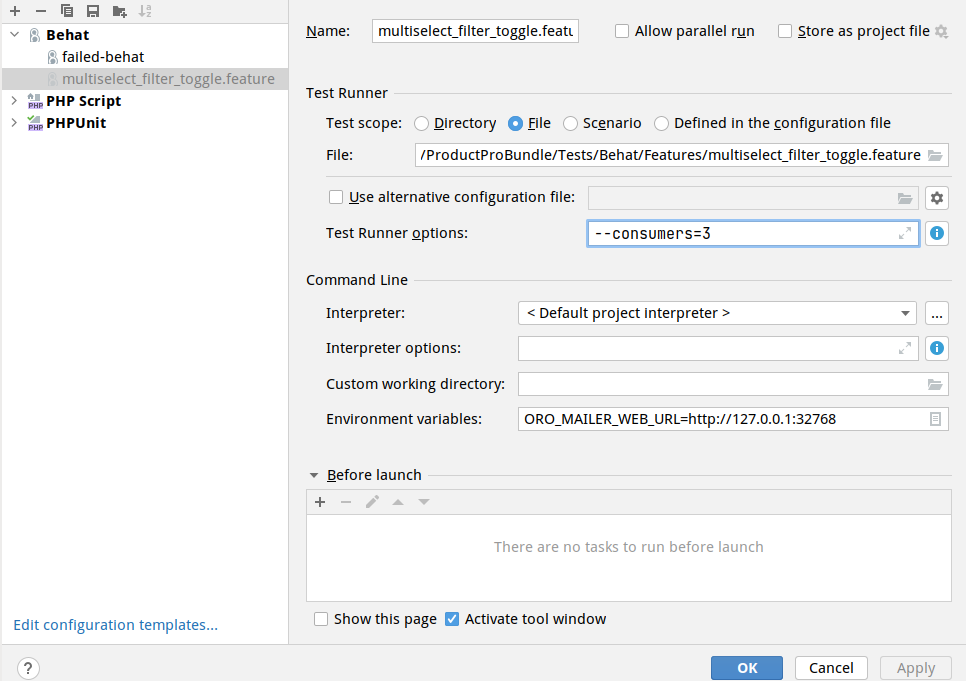 Behat
failed-behat
multiselect_filter_toggle.feature
PHP Script
PHPUnit
Edit configuration templates...
Name: multiselect_filter_toggle.featu
Allow parallel run
Store as project file
Test Runner
Test scope: Directory File Scenario Defined in the configuration file
File: /ProductProBundle/Tests/Behat/Features/multiselect_filter_toggle.feature
Use alternative configuration file:
Test Runner options: --consumers=3
Command Line
Interpreter: < Default project interpreter > ...
Interpreter options:
Custom working directory:
Environment variables: ORO_MAILER_WEB_URL=http://127.0.0.1:32768
Before launch
There are no tasks to run before launch
Show this page Activate tool window
? OK Cancel Apply